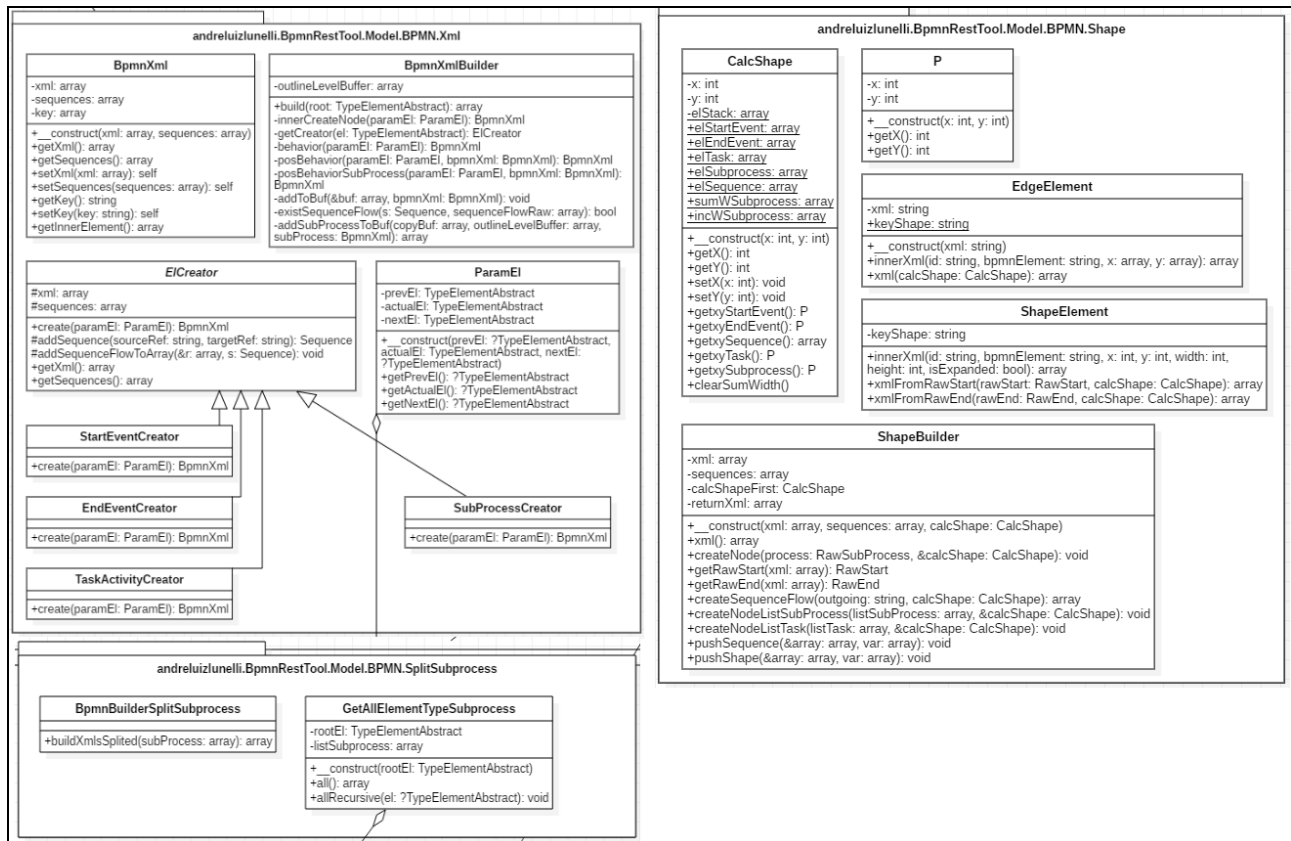 andreluizlunelli.BpmnRestTool.Model.BPMN.Xml
BpmnXml
-xml: array
-sequences: array
-key: array
+__construct(xml: array, sequences: array)
+getXml(): array
+getSequences(): array
+setXml(xml: array): self
+setSequences(sequences: array): self
+getKey(): string
+setKey(key: string): self
+getInnerElement(): array
BpmnXmlBuilder
-outlineLevelBuffer: array
+build(root: TypeElementAbstract): array
-innerCreateNode(paramEl: ParamEl): BpmnXml
-getCreator(el: TypeElementAbstract): ElCreator
-behavior(paramEl: ParamEl): BpmnXml
-posBehavior(paramEl: ParamEl, bpmnXml: BpmnXml): BpmnXml
-posBehaviorSubProcess(paramEl: ParamEl, bpmnXml: BpmnXml):
BpmnXml
-addToBuf(&buf: array, bpmnXml: BpmnXml): void
-existSequenceFlow(s: Sequence, sequenceFlowRaw: array): bool
-addSubProcessToBuf(copyBuf: array, outlineLevelBuffer: array,
subProcess: BpmnXml): array
ElCreator
#xml: array
#sequences: array
+create(paramEl: ParamEl): BpmnXml
#addSequence(sourceRef: string, targetRef: string): Sequence
#addSequenceFlowToArray(&r: array, s: Sequence): void
+getXml(): array
+getSequences(): array
ParamEl
-prevEl: TypeElementAbstract
-actualEl: TypeElementAbstract
-nextEl: TypeElementAbstract
+__construct(prevEl: ?TypeElementAbstract,
actualEl: TypeElementAbstract, nextEl:
?TypeElementAbstract)
+getPrevEl(): ?TypeElementAbstract
+getActualEl(): ?TypeElementAbstract
+getNextEl(): ?TypeElementAbstract
StartEventCreator
+create(paramEl: ParamEl): BpmnXml
EndEventCreator
+create(paramEl: ParamEl): BpmnXml
SubProcessCreator
+create(paramEl: ParamEl): BpmnXml
TaskActivityCreator
+create(paramEl: ParamEl): BpmnXml
andreluizlunelli.BpmnRestTool.Model.BPMN.SplitSubprocess
BpmnBuilderSplitSubprocess
+buildXmlsSplited(subProcess: array): array
GetAllElementTypeSubprocess
-rootEl: TypeElementAbstract
-listSubprocess: array
+__construct(rootEl: TypeElementAbstract)
+all(): array
+allRecursive(el: ?TypeElementAbstract): void
andreluizlunelli.BpmnRestTool.Model.BPMN.Shape
CalcShape
-x: int
-y: int
-elStack: array
+elStartEvent: array
+elEndEvent: array
+elTask: array
+elSubprocess: array
+elSequence: array
+sumWSubprocess: array
+incWSubprocess: array
+__construct(x: int, y: int)
+getX(): int
+getY(): int
+setX(x: int): void
+setY(y: int): void
+getxyStartEvent(): P
+getxyEndEvent(): P
+getxySequence(): array
+getxyTask(): P
+getxySubprocess(): P
+clearSumWidth()
P
-x: int
-y: int
+__construct(x: int, y: int)
+getX(): int
+getY(): int
EdgeElement
-xml: string
+keyShape: string
+__construct(xml: string)
+innerXml(id: string, bpmnElement: string, x: array, y: array): array
+xml(calcShape: CalcShape): array
ShapeElement
-keyShape: string
+innerXml(id: string, bpmnElement: string, x: int, y: int, width: int,
height: int, isExpanded: bool): array
+xmlFromRawStart(rawStart: RawStart, calcShape: CalcShape): array
+xmlFromRawEnd(rawEnd: RawEnd, calcShape: CalcShape): array
ShapeBuilder
-xml: array
-sequences: array
-calcShapeFirst: CalcShape
-returnXml: array
+__construct(xml: array, sequences: array, calcShape: CalcShape)
+xml(): array
+createNode(process: RawSubProcess, &calcShape: CalcShape): void
+getRawStart(xml: array): RawStart
+getRawEnd(xml: array): RawEnd
+createSequenceFlow(outgoing: string, calcShape: CalcShape): array
+createNodeListSubProcess(listSubProcess: array, &calcShape: CalcShape): void
+createNodeListTask(listTask: array, &calcShape: CalcShape): void
+pushSequence(&array: array, var: array): void
+pushShape(&array: array, var: array): void